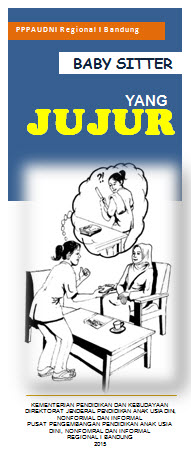 PPPAUDNI Regional I Bandung
BABY SITTER
YANG
JUJUR
KEMENTERIAN PENDIDIKAN DAN KEBUDAYAAN
DIREKTORAT JENDERAL PENDIDIKAN ANAK USIA DINI,
NONFORMAL DAN INFORMAL
PUSAT PENGEMBANGAN PENDIDIKAN ANAK USIA
DINI, NONFORMAL DAN INFORMAL
REGIONAL I BANDUNG
2015